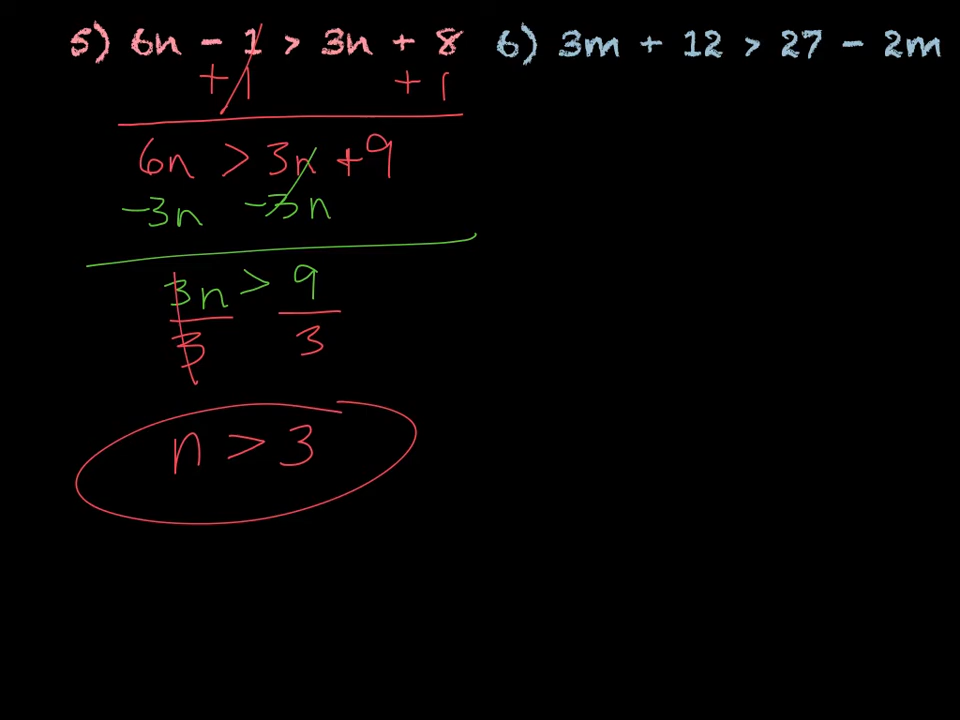 5) 6n - 1 > 3n + 8
+ 1 + 1
6n > 3n + 9
-3n -3n
3n > 9
3 3
n > 3
6) 3m + 12 > 27 - 2m